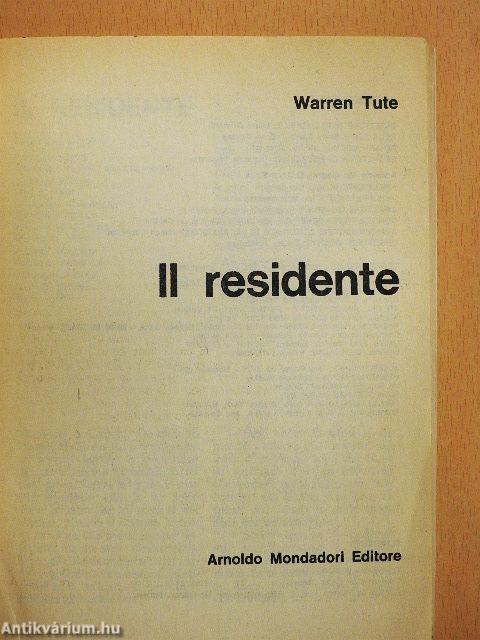 Warren Tute
Il residente
Arnoldo Mondadori Editore
Antikvárium.hu